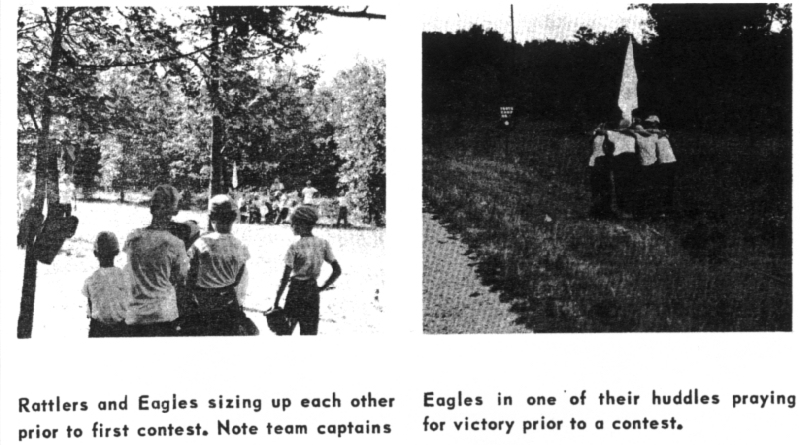 Rattlers and Eagles sizing up each other
prior to first contest. Note team captains
Eagles in one of their huddles praying
for victory prior to a contest.